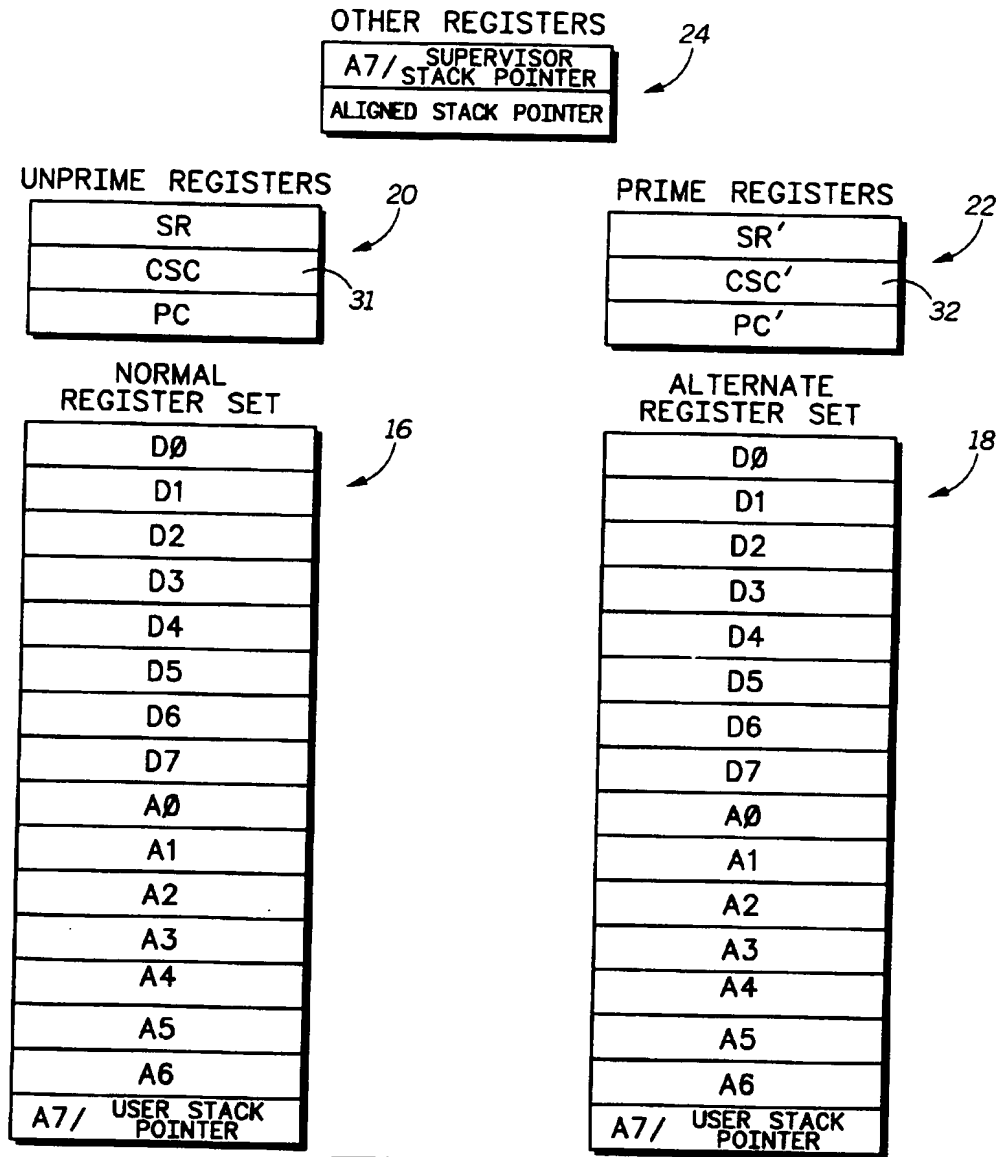 OTHER REGISTERS
24
A7/ SUPERVISOR
STACK POINTER
ALIGNED STACK POINTER
UNPRIME REGISTERS
20
SR
CSC
31
PC
PRIME REGISTERS
22
SR′
CSC′
32
PC′
NORMAL
REGISTER SET
16
DØ
D1
D2
D3
D4
D5
D6
D7
AØ
A1
A2
A3
A4
A5
A6
A7/ USER STACK
POINTER
ALTERNATE
REGISTER SET
18
DØ
D1
D2
D3
D4
D5
D6
D7
AØ
A1
A2
A3
A4
A5
A6
A7/ USER STACK
POINTER